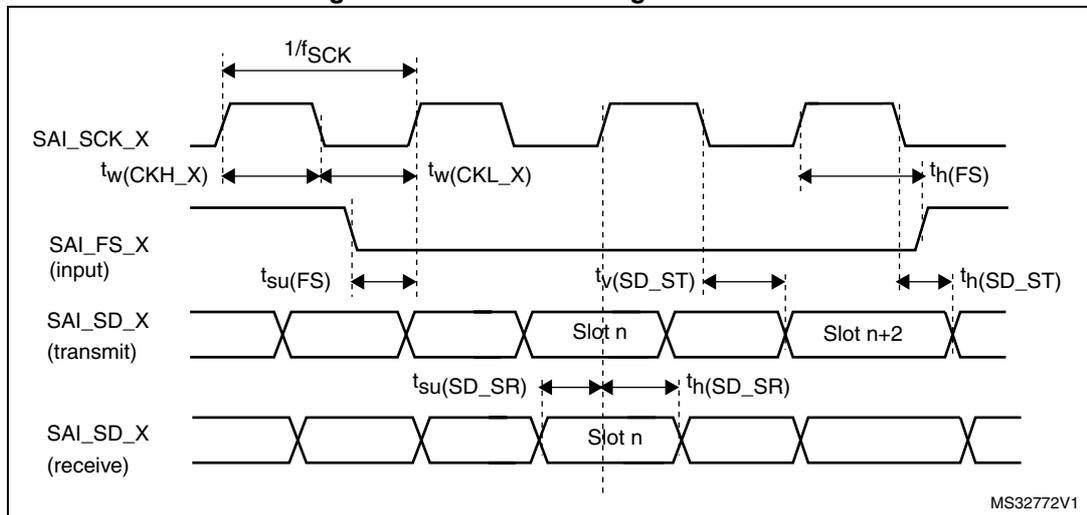 1/fSCK
SAI_SCK_X
tw(CKH_X)
tw(CKL_X)
th(FS)
SAI_FS_X
(input)
tsu(FS)
tv(SD_ST)
th(SD_ST)
SAI_SD_X
(transmit)
Slot n
Slot n+2
tsu(SD_SR)
th(SD_SR)
SAI_SD_X
(receive)
Slot n
MS32772V1